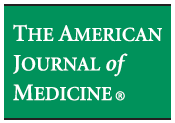 THE AMERICAN
JOURNAL of
MEDICINE ®